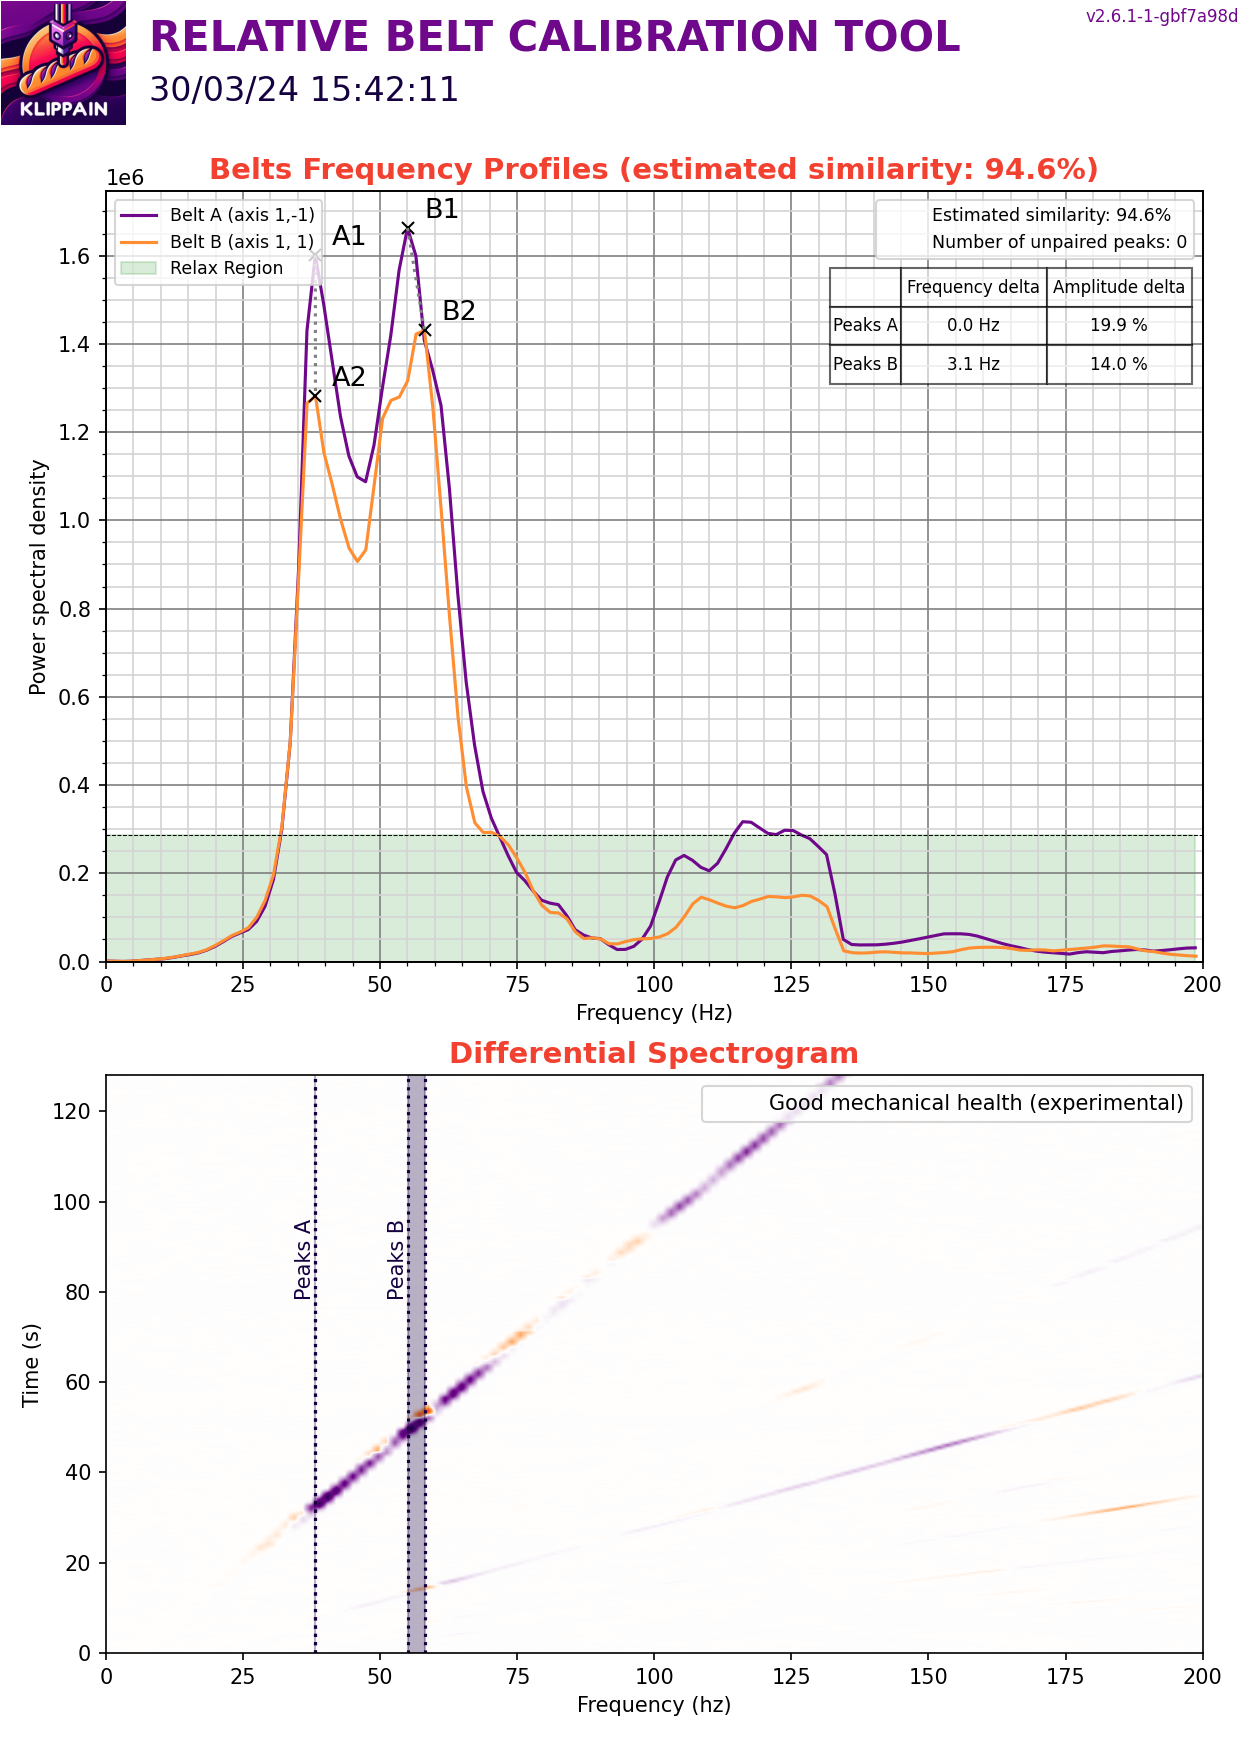 RELATIVE BELT CALIBRATION TOOL
v2.6.1-1-gbf7a98d
30/03/24 15:42:11
KLIPPAIN
Belts Frequency Profiles (estimated similarity: 94.6%)
1e6
Belt A (axis 1,-1)
Belt B (axis 1, 1)
Relax Region
A1
B1
B2
A2
Estimated similarity: 94.6%
Number of unpaired peaks: 0
Frequency delta Amplitude delta
Peaks A 0.0 Hz 19.9 %
Peaks B 3.1 Hz 14.0 %
Power spectral density
1.6
1.4
1.2
1.0
0.8
0.6
0.4
0.2
0.0
0 25 50 75 100 125 150 175 200
Frequency (Hz)
Differential Spectrogram
Good mechanical health (experimental)
Peaks A
Peaks B
Time (s)
120
100
80
60
40
20
0
0 25 50 75 100 125 150 175 200
Frequency (hz)